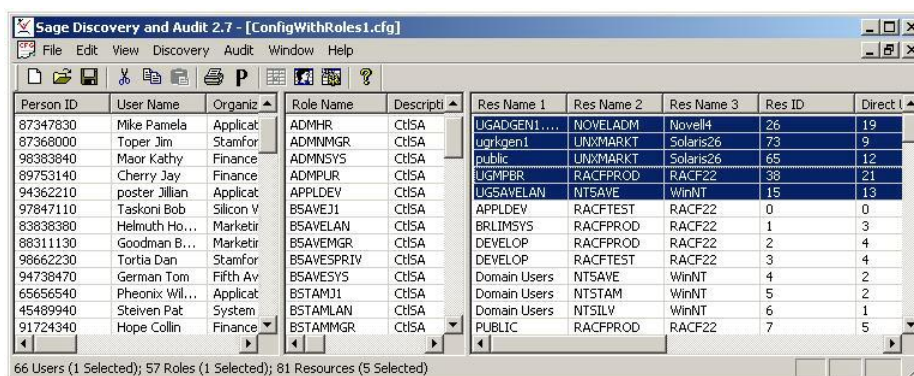 Sage Discovery and Audit 2.7 - [ConfigWithRoles1.cfg]
File Edit View Discovery Audit Window Help
P
Person ID User Name Organiz
87347830 Mike Pamela Applicat
87368000 Toper Jim Stamfor
98383840 Maor Kathy Finance
89753140 Cherry Jay Finance
94362210 poster Jillian Applicat
97847110 Taskoni Bob Silicon V
83838380 Helmuth Ho... Marketir
88311130 Goodman B... Marketir
98662230 Tortia Dan Stamfor
94738470 German Tom Fifth Av
65656540 Pheonix Wil... Applicat
45489940 Steiven Pat System
91724340 Hope Collin Finance
Role Name Descripti
ADMHR CtlSA
ADMNMGR CtlSA
ADMNSYS CtlSA
ADMPUR CtlSA
APPLDEV CtlSA
BSAVEJ1 CtlSA
BSAVELAN CtlSA
BSAVEMGR CtlSA
BSAVESPRIV CtlSA
BSAVESYS CtlSA
BSTAMJ1 CtlSA
BSTAMLAN CtlSA
BSTAMMGR CtlSA
Res Name 1 Res Name 2 Res Name 3 Res ID Direct U
UGADGEN1.... NOVELADM Novell4 26 19
ugrkgen1 UNXMARKT Solaris26 73 9
public UNXMARKT Solaris26 65 12
UGMPBR RACFPROD RACF22 38 21
UGSAVELAN NTSAVE WinNT 15 13
APPLDEV RACFTEST RACF22 0 0
BRLIMSYS RACFPROD RACF22 1 3
DEVELOP RACFPROD RACF22 2 4
DEVELOP RACFTEST RACF22 3 4
Domain Users NTSAVE WinNT 4 2
Domain Users NTSTAM WinNT 5 2
Domain Users NTSILV WinNT 6 1
PUBLIC RACFPROD RACF22 7 5
66 Users (1 Selected); 57 Roles (1 Selected); 81 Resources (5 Selected)